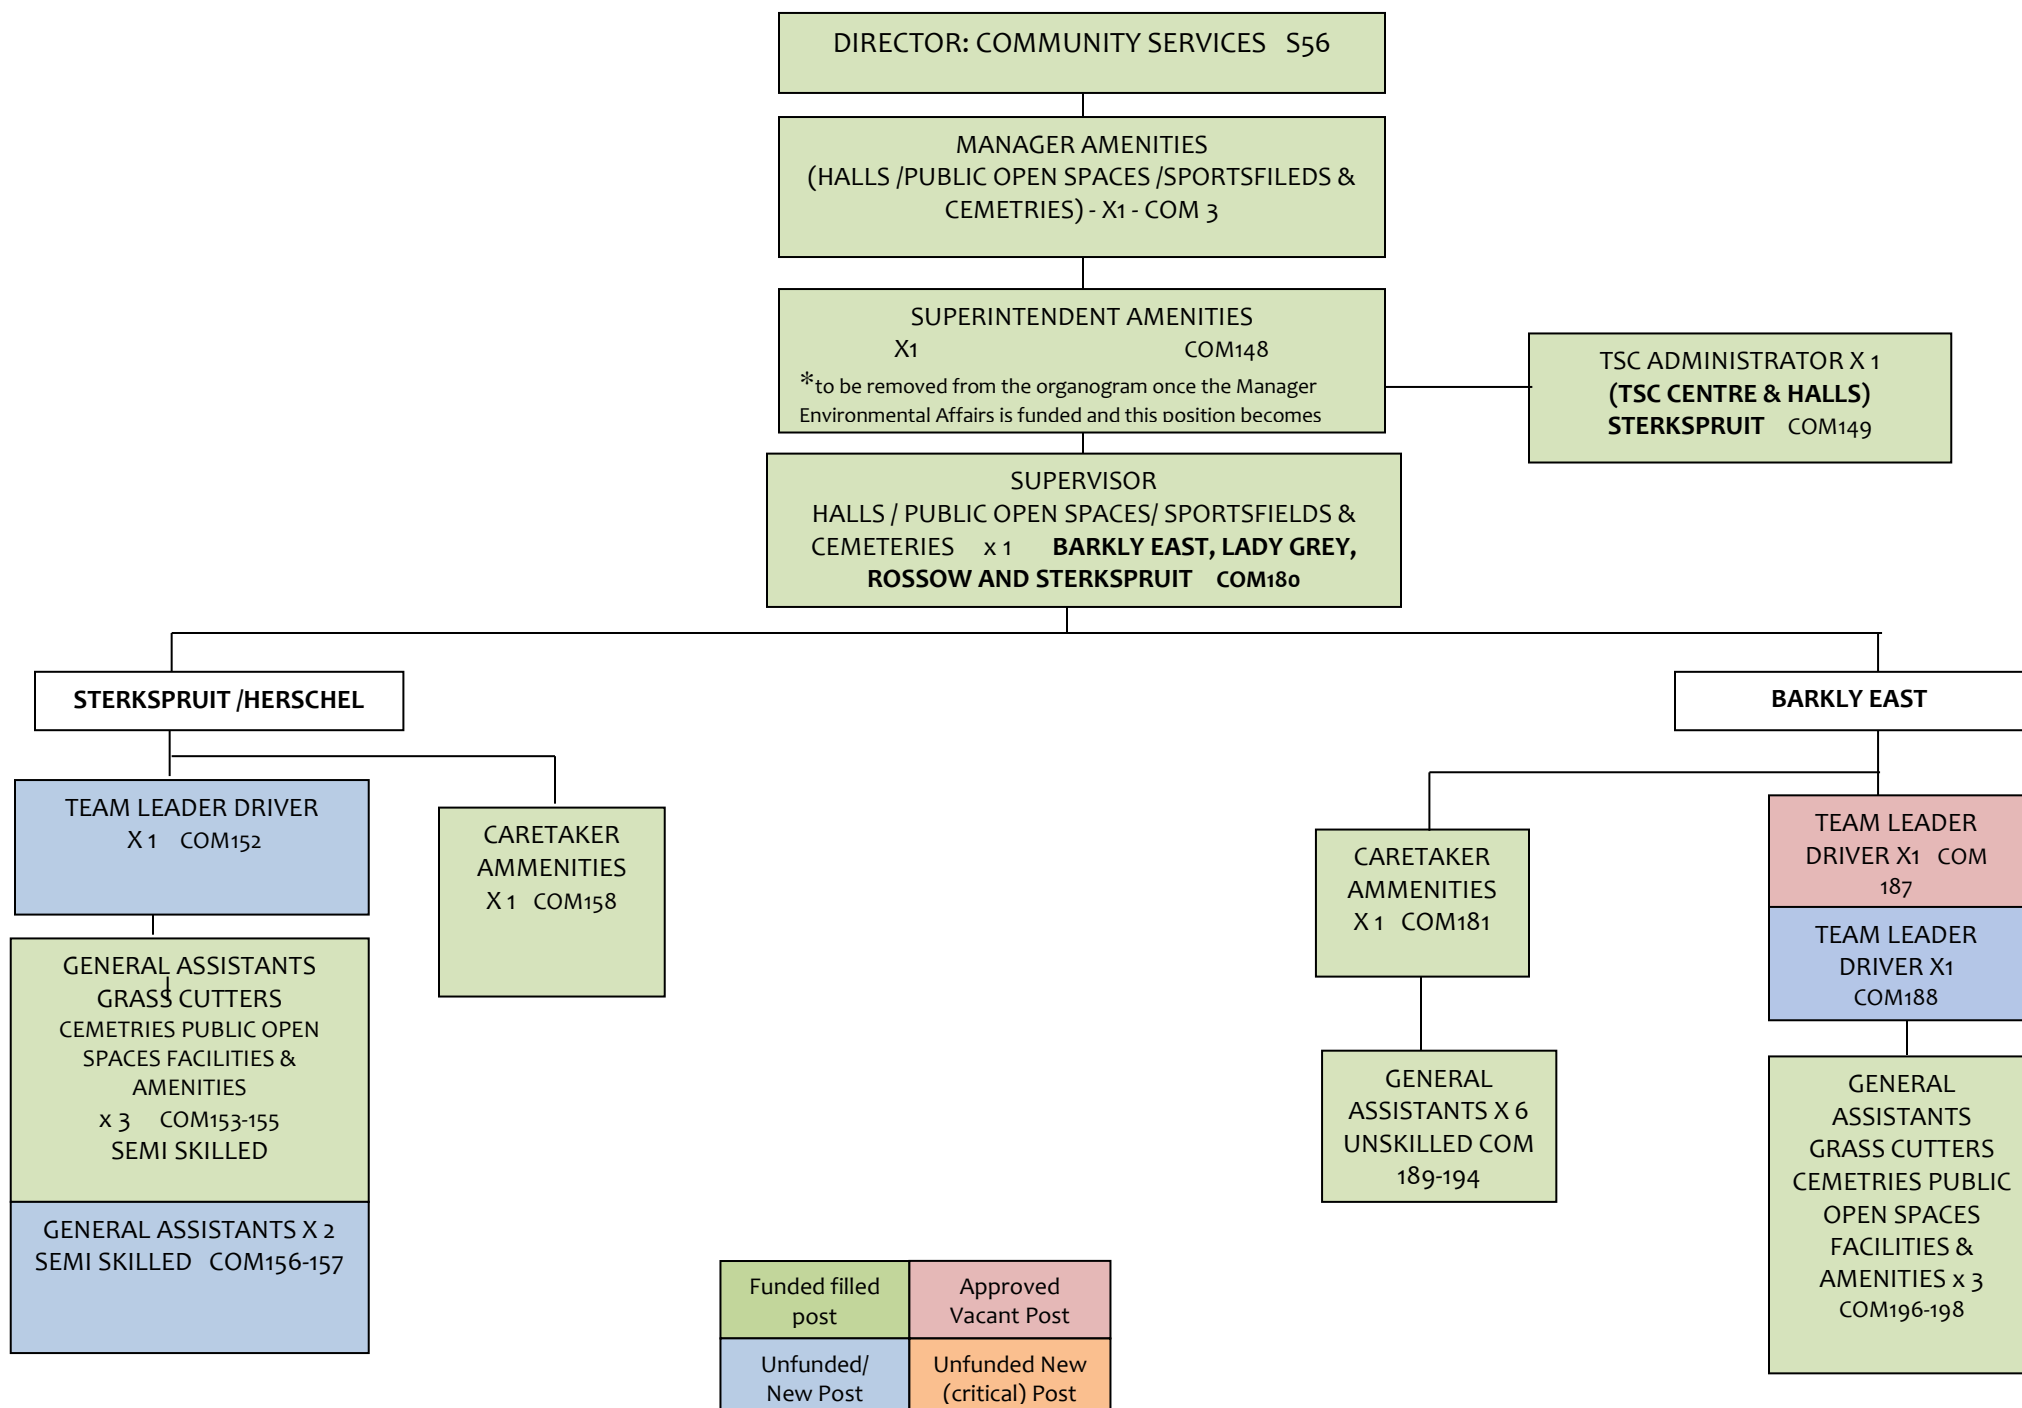 DIRECTOR: COMMUNITY SERVICES S56
MANAGER AMENITIES
(HALLS /PUBLIC OPEN SPACES /SPORTSFILEDS &
CEMETRIES) - X1 - COM 3
SUPERINTENDENT AMENITIES
X1 COM148
*to be removed from the organogram once the Manager
Environmental Affairs is funded and this position becomes
TSC ADMINISTRATOR X 1
(TSC CENTRE & HALLS)
STERKSPRUIT COM149
SUPERVISOR
HALLS / PUBLIC OPEN SPACES/ SPORTSFIELDS &
CEMETERIES x 1 BARKLY EAST, LADY GREY,
ROSSOW AND STERKSPRUIT COM180
STERKSPRUIT /HERSCHEL
BARKLY EAST
TEAM LEADER DRIVER
X 1 COM152
CARETAKER
AMMENITIES
X 1 COM158
GENERAL ASSISTANTS
GRASS CUTTERS
CEMETRIES PUBLIC OPEN
SPACES FACILITIES &
AMENITIES
x 3 COM153-155
SEMI SKILLED
GENERAL ASSISTANTS X 2
SEMI SKILLED COM156-157
CARETAKER
AMMENITIES
X 1 COM181
GENERAL
ASSISTANTS X 6
UNSKILLED COM
189-194
TEAM LEADER
DRIVER X1 COM
187
TEAM LEADER
DRIVER X1
COM188
GENERAL
ASSISTANTS
GRASS CUTTERS
CEMETRIES PUBLIC
OPEN SPACES
FACILITIES &
AMENITIES x 3
COM196-198
Funded filled
post
Approved
Vacant Post
Unfunded/
New Post
Unfunded New
(critical) Post